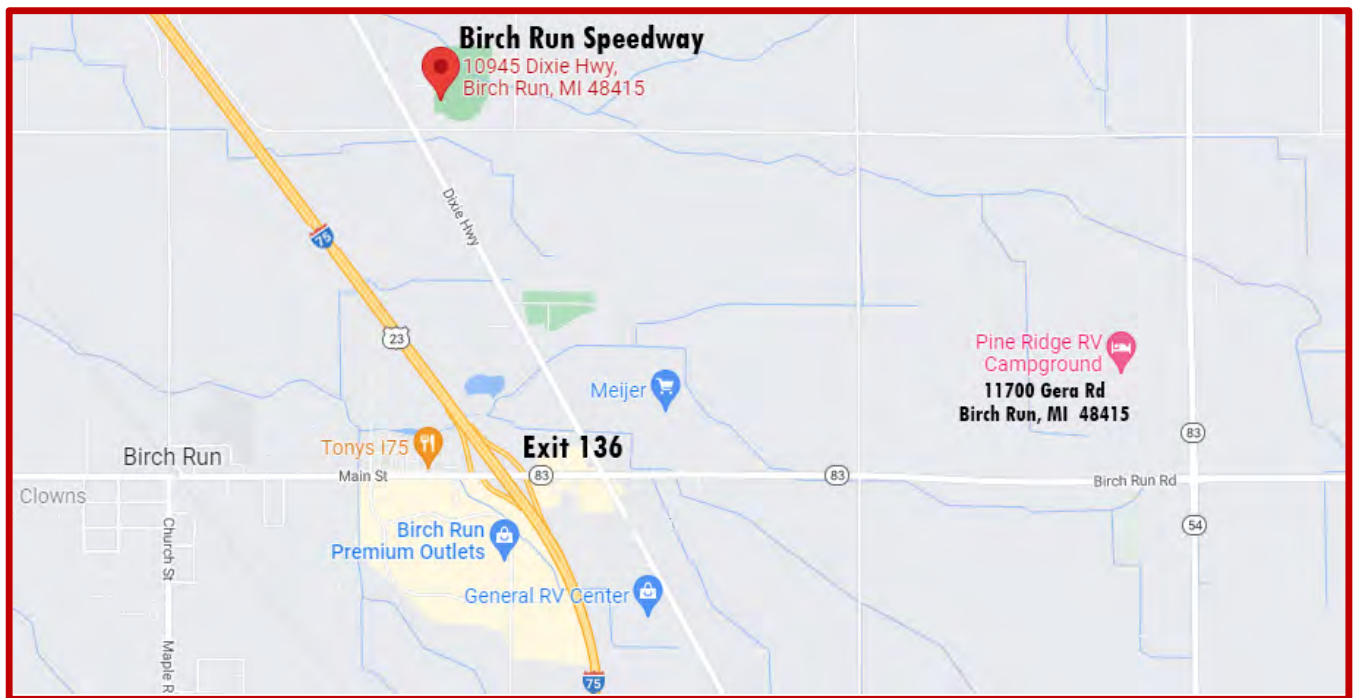 Birch Run Speedway
10945 Dixie Hwy,
Birch Run, MI 48415
Dixie Hwy
75
23
Pine Ridge RV
Campground
11700 Gera Rd
Birch Run, MI  48415
Meijer
83
Tonys I75
Exit 136
Birch Run
Main St
83
83
Birch Run Rd
Clowns
54
Church St
Birch Run
Premium Outlets
General RV Center
Maple R
75